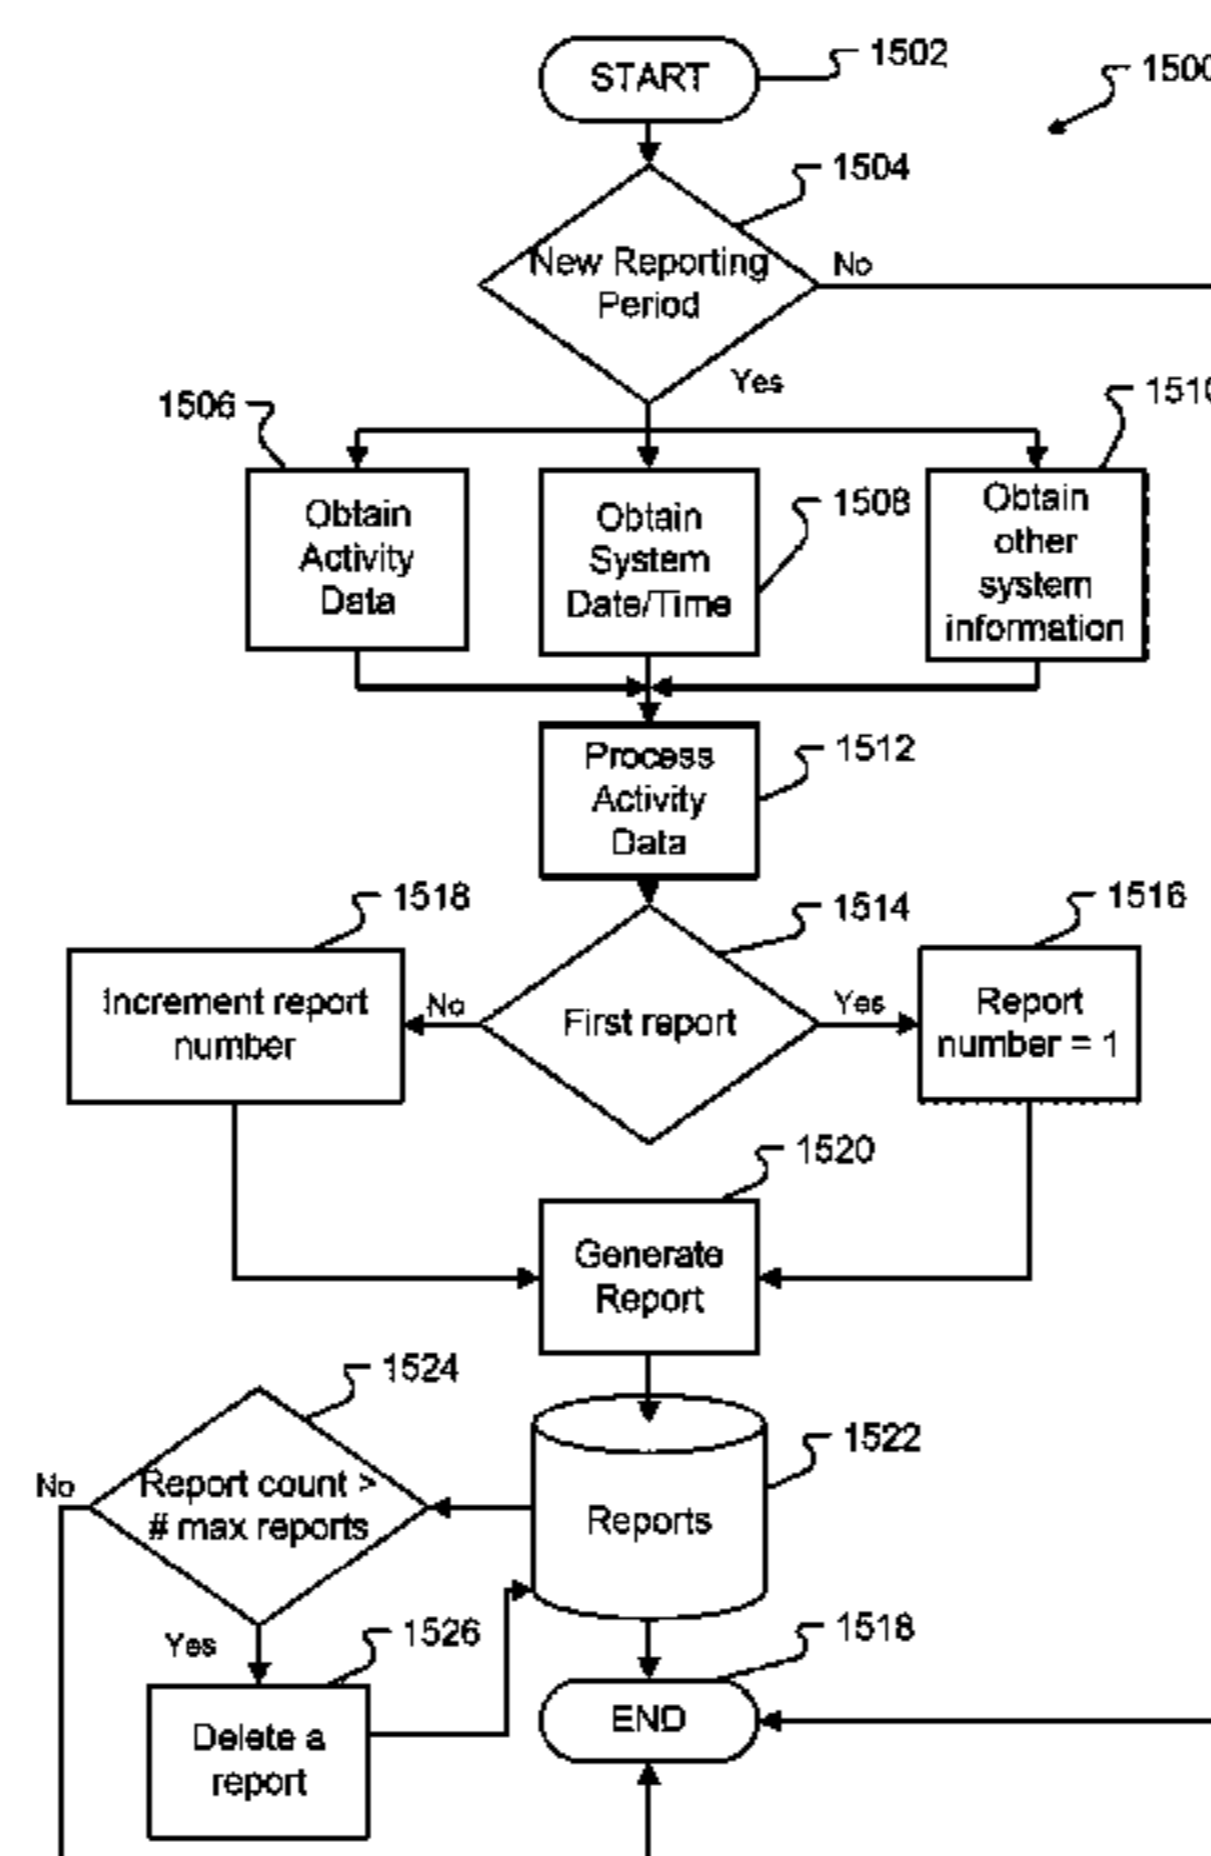 START
1502
1500
1504
New Reporting
Period
No
Yes
1506
1510
Obtain
Activity
Data
Obtain
System
Date/Time
1508
Obtain
other
system
information
Process
Activity
Data
1512
1518
1514
1516
Increment report
number
No
First report
Yes
Report
number = 1
1520
Generate
Report
1524
1522
No
Report count >
# max reports
Reports
Yes
1526
1518
Delete a
report
END